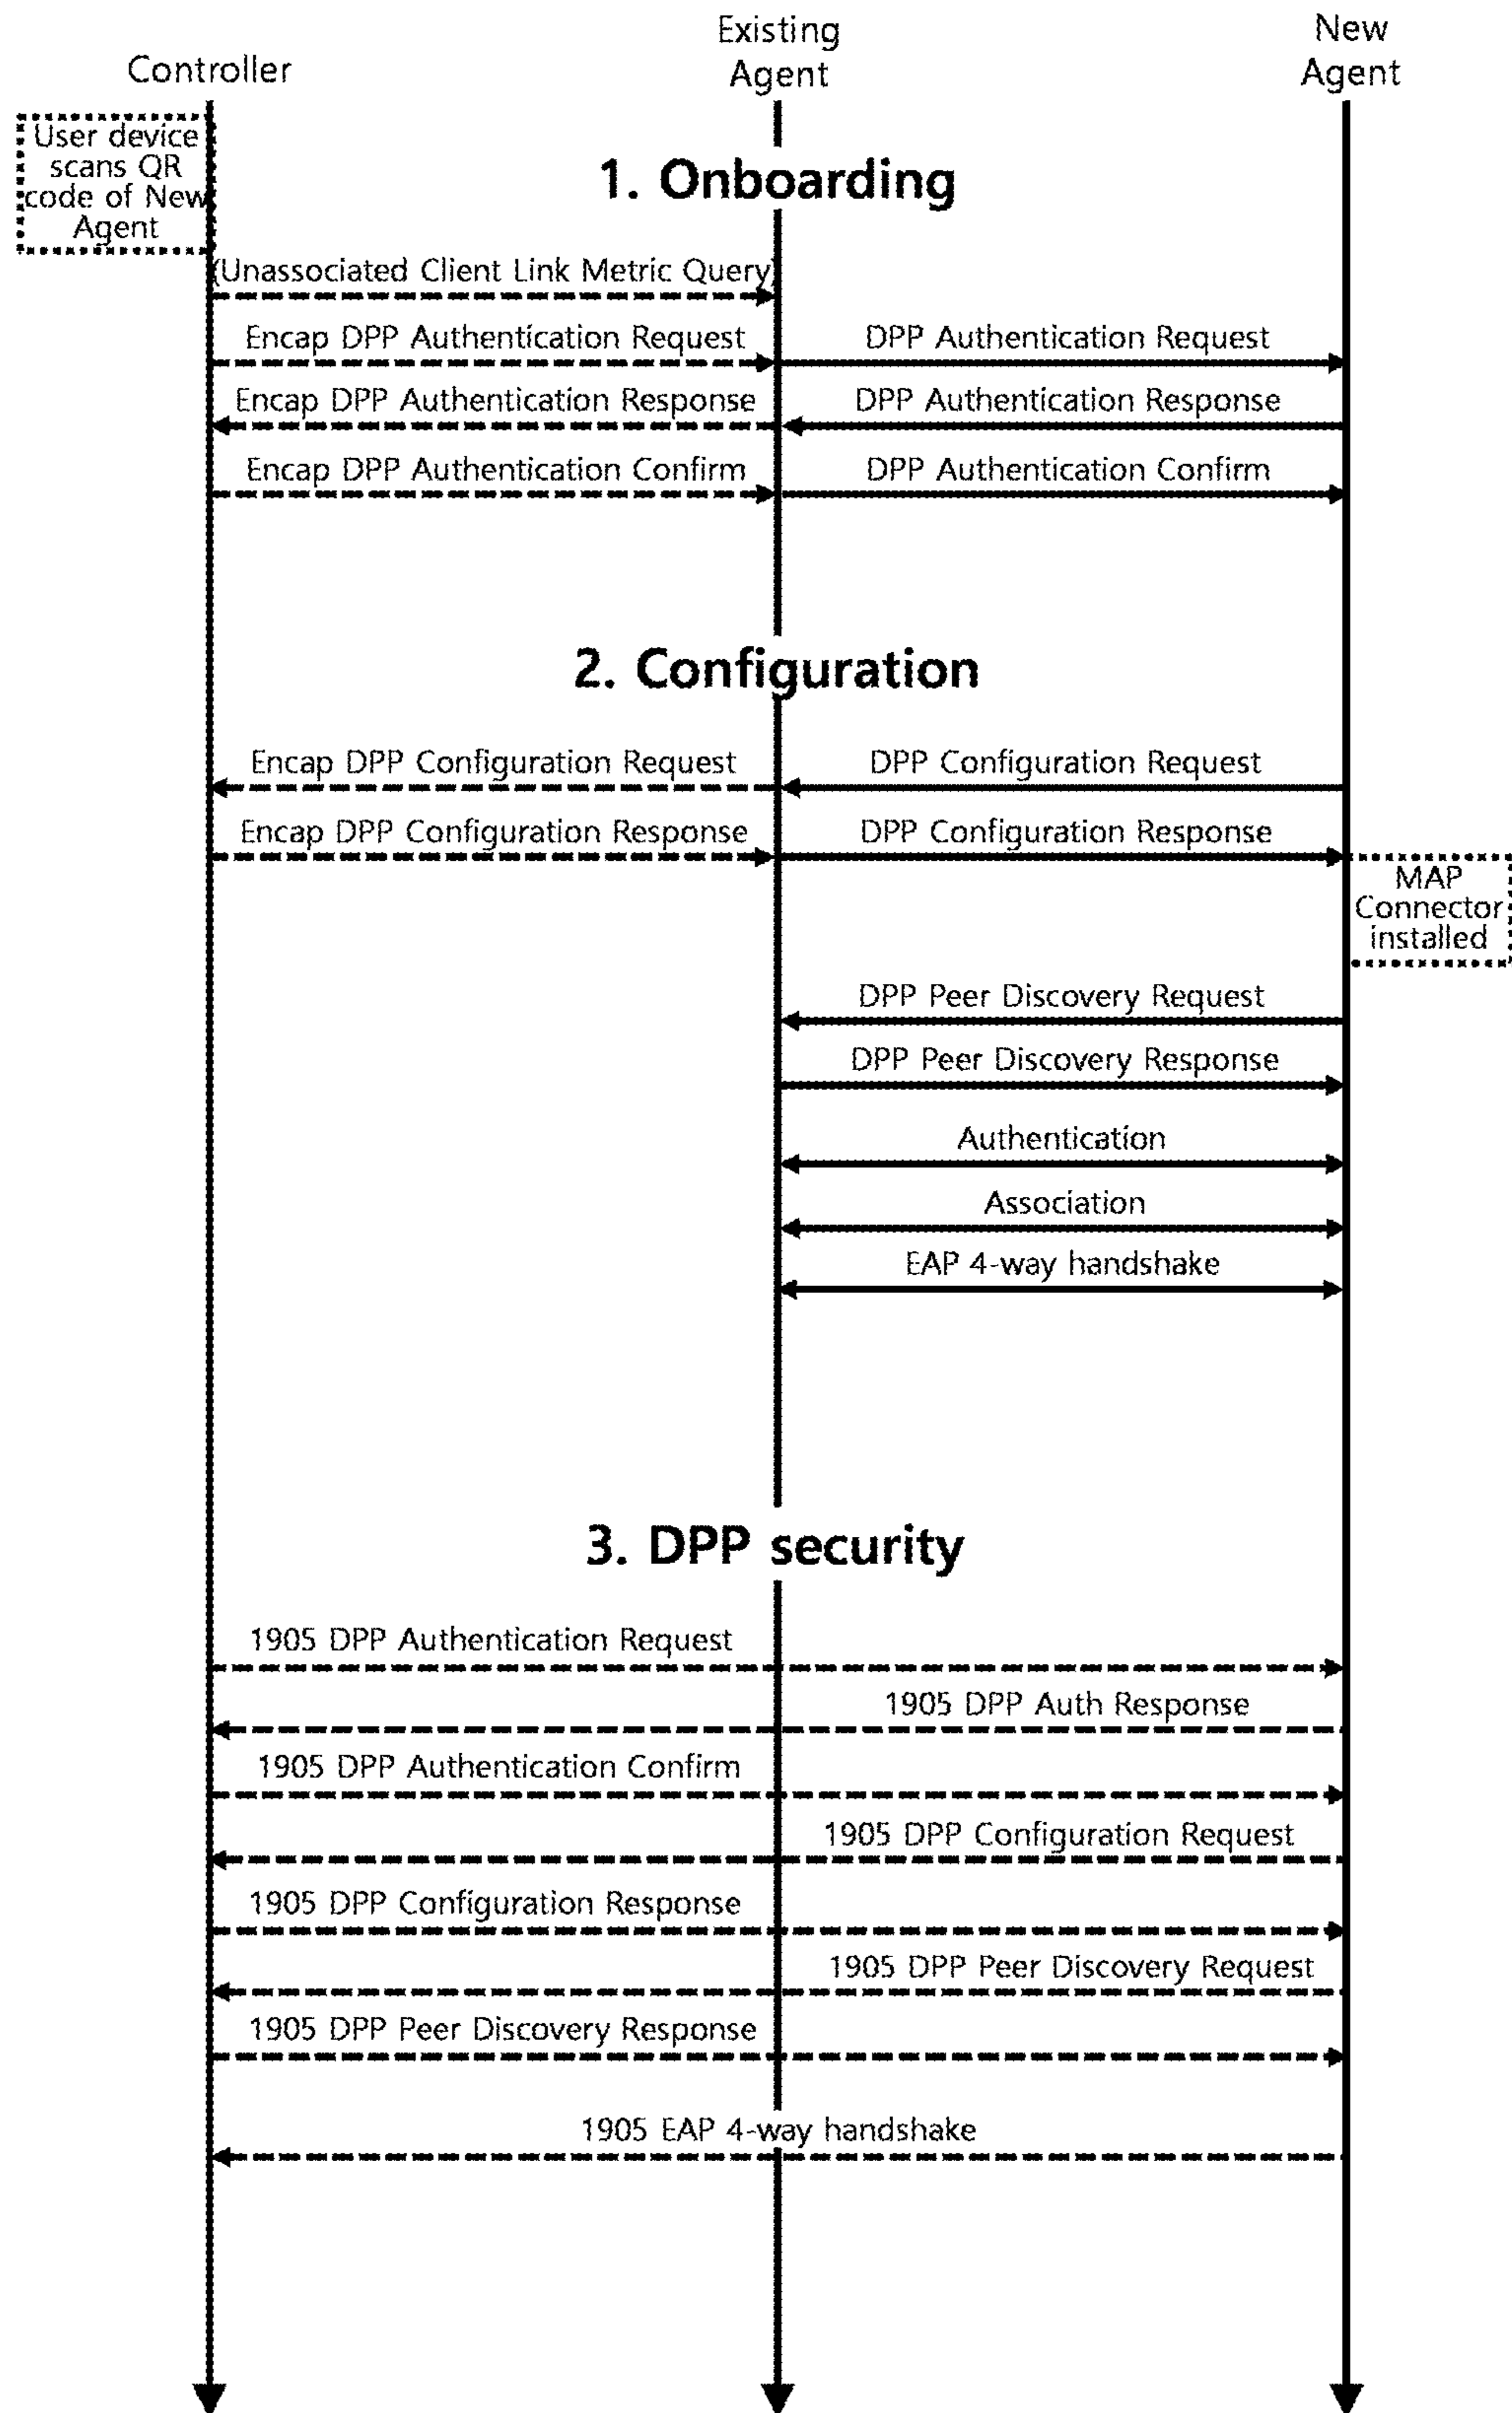 Existing
Agent
New
Agent
Controller
User device
scans QR
code of New
Agent
1. Onboarding
(Unassociated Client Link Metric Query)
Encap DPP Authentication Request
DPP Authentication Request
Encap DPP Authentication Response
DPP Authentication Response
Encap DPP Authentication Confirm
DPP Authentication Confirm
2. Configuration
Encap DPP Configuration Request
DPP Configuration Request
Encap DPP Configuration Response
DPP Configuration Response
MAP
Connector
installed
DPP Peer Discovery Request
DPP Peer Discovery Response
Authentication
Association
EAP 4-way handshake
3. DPP security
1905 DPP Authentication Request
1905 DPP Auth Response
1905 DPP Authentication Confirm
1905 DPP Configuration Request
1905 DPP Configuration Response
1905 DPP Peer Discovery Request
1905 DPP Peer Discovery Response
1905 EAP 4-way handshake